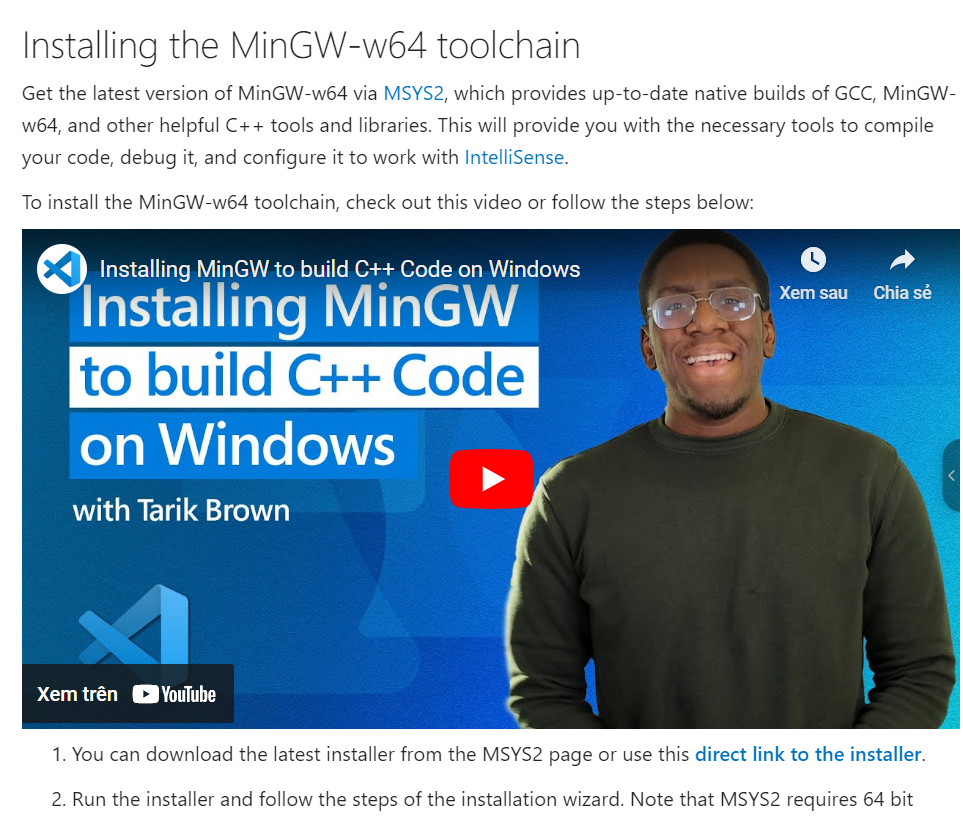 Installing the MinGW-w64 toolchain
Get the latest version of MinGW-w64 via MSYS2, which provides up-to-date native builds of GCC, MinGW-
w64, and other helpful C++ tools and libraries. This will provide you with the necessary tools to compile
your code, debug it, and configure it to work with IntelliSense.
To install the MinGW-w64 toolchain, check out this video or follow the steps below:
Installing MinGW to build C++ Code on Windows
Xem sau
Chia sẻ
Installing MinGW
to build C++ Code
on Windows
with Tarik Brown
Xem trên YouTube
1. You can download the latest installer from the MSYS2 page or use this direct link to the installer.
2. Run the installer and follow the steps of the installation wizard. Note that MSYS2 requires 64 bit